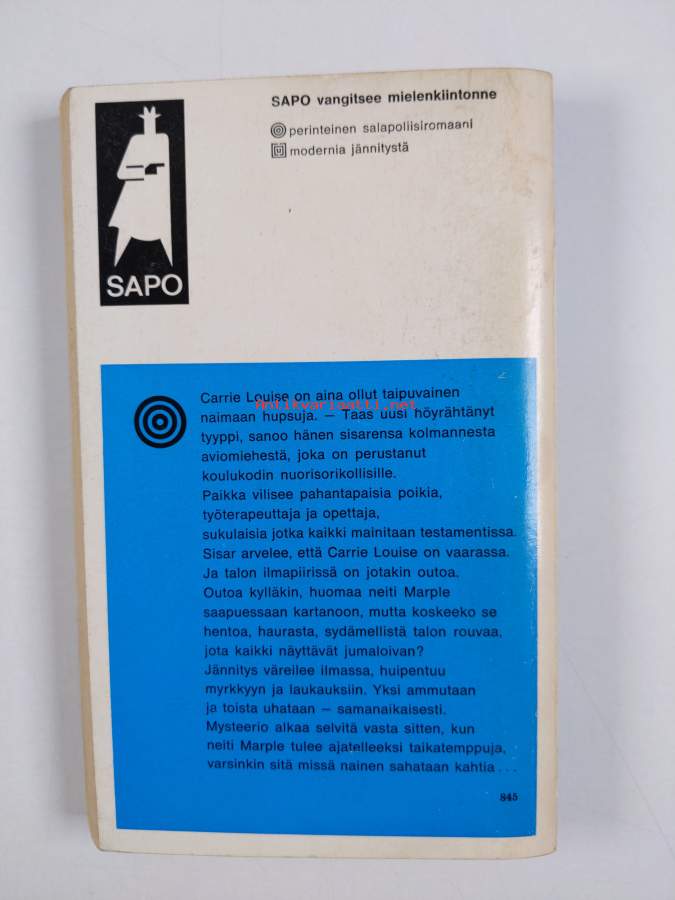 SAPO vangitsee mielenkiintonne
perinteinen salapoliisiromaani
modernia jännitystä
SAPO
Carrie Louise on aina ollut taipuvainen
Antikvariaatti.net
naimaan hupsuja. — Taas uusi höyrähtänyt
tyyppi, sanoo hänen sisarensa kolmannesta
aviomiehestä, joka on perustanut
koulukodin nuorisorikollisille.
Paikka vilisee pahantapaisia poikia,
työterapeuttaja ja opettaja,
sukulaisia jotka kaikki mainitaan testamentissa.
Sisar arvelee, että Carrie Louise on vaarassa.
Ja talon ilmapiirissä on jotakin outoa.
Outoa kylläkin, huomaa neiti Marple
saapuessaan kartanoon, mutta koskeeko se
hentoa, haurasta, sydämellistä talon rouvaa,
jota kaikki näyttävät jumaloivan?
Jännitys väreilee ilmassa, huipentuu
myrkkyyn ja laukauksiin. Yksi ammutaan
ja toista uhataan — samanaikaisesti.
Mysteerio alkaa selvitä vasta sitten, kun
neiti Marple tulee ajatelleeksi taikatemppuja,
varsinkin sitä missä nainen sahataan kahtia...
845